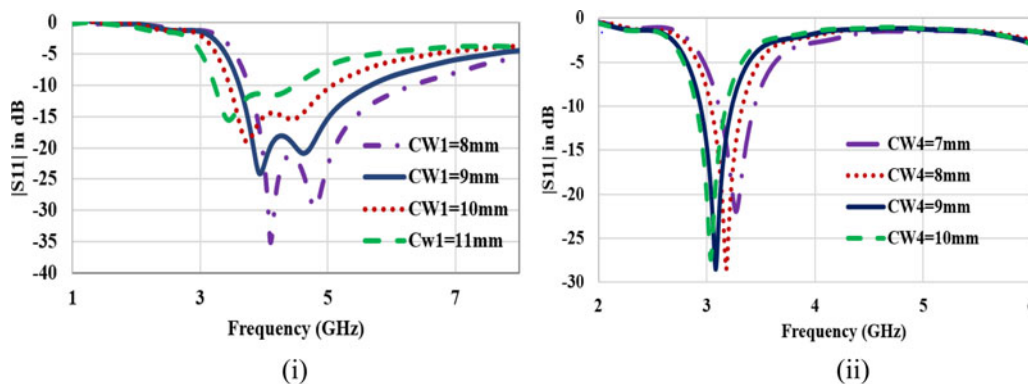 0
-5
-10
-15
-20
-25
-30
-35
-40
|S11| in dB
CW1=8mm
CW1=9mm
CW1=10mm
Cw1=11mm
1
3
5
7
Frequency (GHz)
(i)
0
-5
-10
-15
-20
-25
-30
|S11| in dB
CW4=7mm
CW4=8mm
CW4=9mm
CW4=10mm
2
3
4
5
6
Frequency (GHz)
(ii)